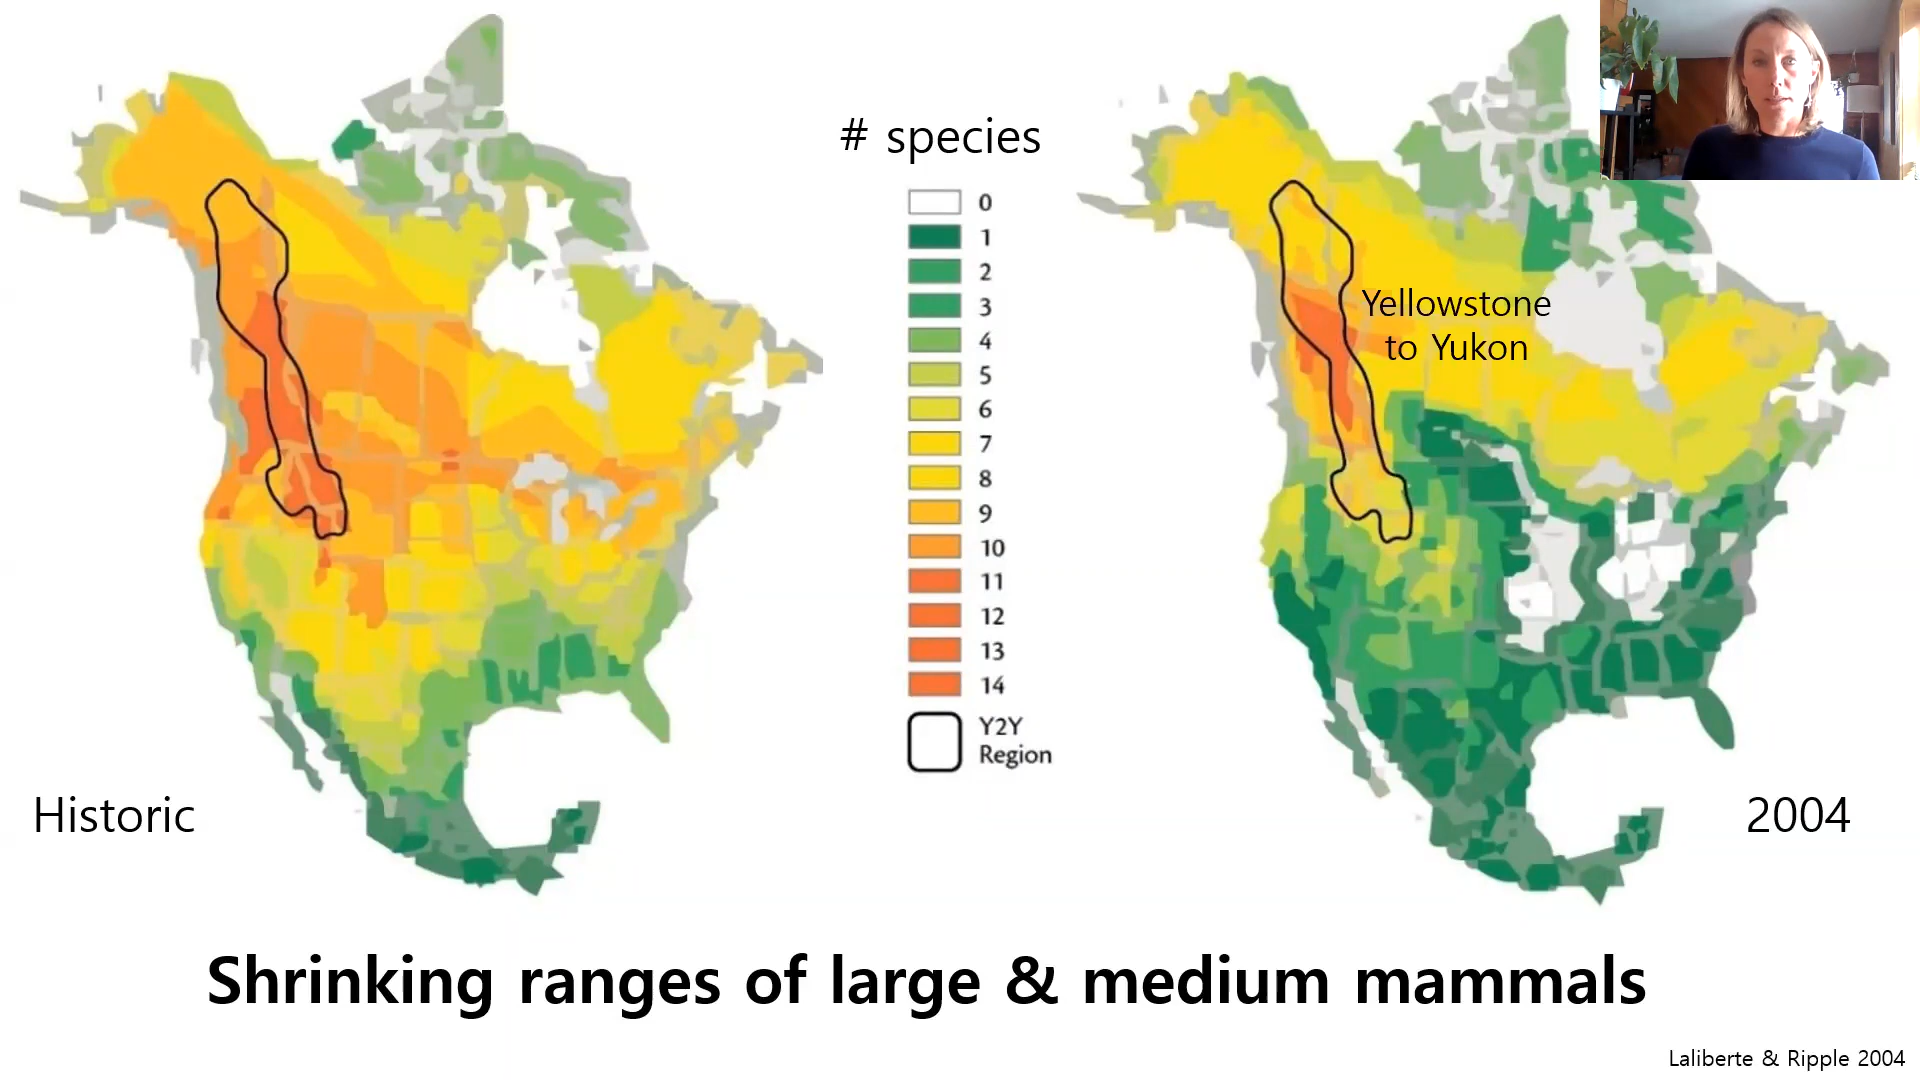 # species
0
1
2
3
4
5
6
7
8
9
10
11
12
13
14
Y2Y
Region
Yellowstone
to Yukon
Historic
2004
Shrinking ranges of large & medium mammals
Laliberte & Ripple 2004